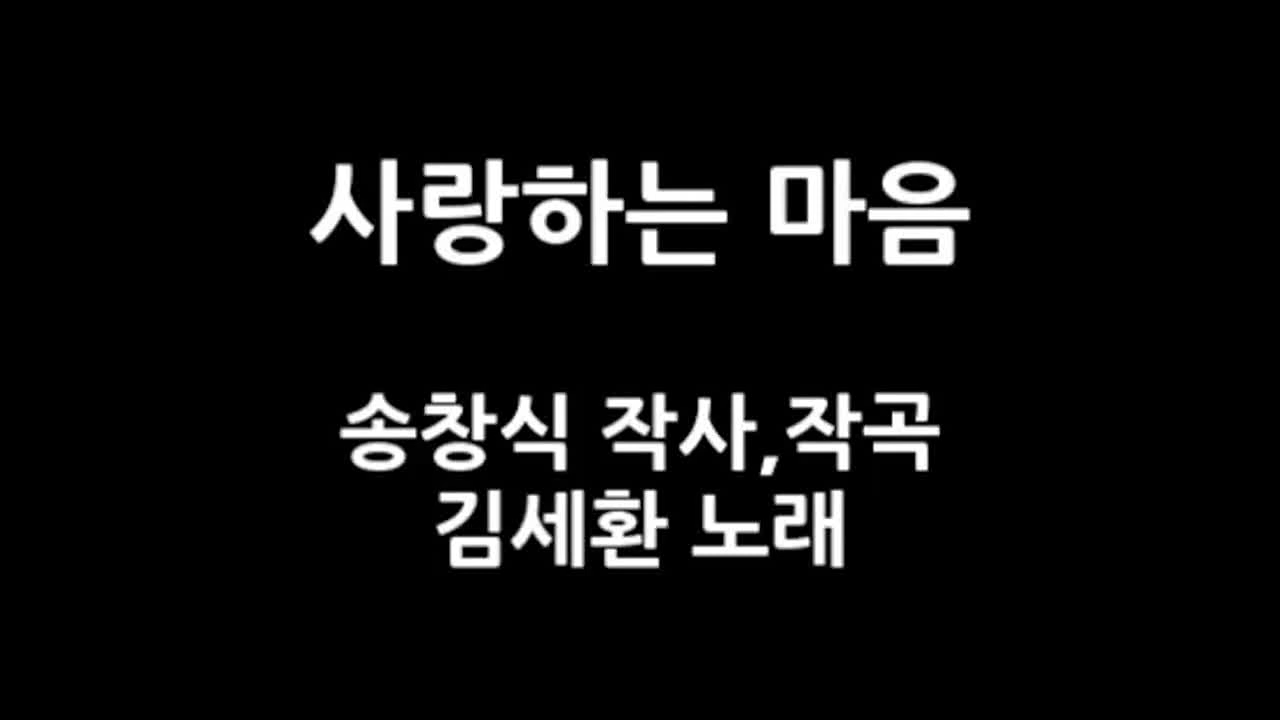 사랑하는 마음
송창식 작사,작곡
김세환 노래